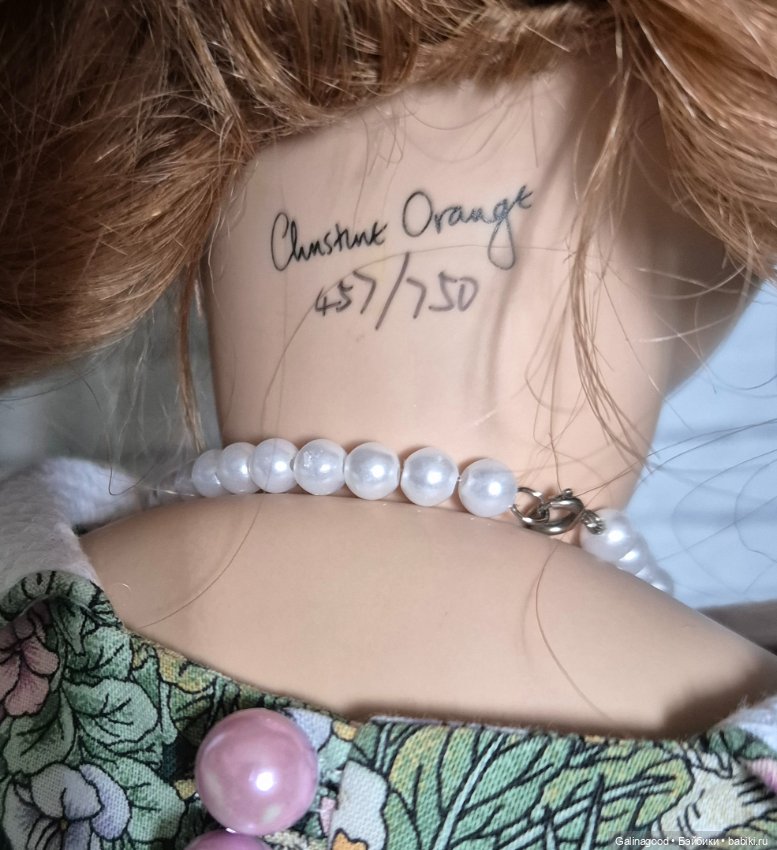 Christine Orange
457/750
Galinagood • Бэйбики • babiki.ru